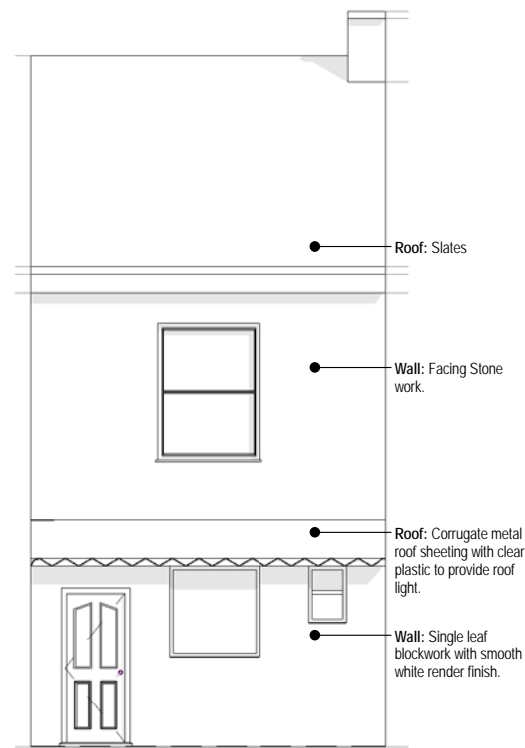 Roof: Slates
Wall: Facing Stone
work.
Roof: Corrugate metal
roof sheeting with clear
plastic to provide roof
light.
Wall: Single leaf
blockwork with smooth
white render finish.